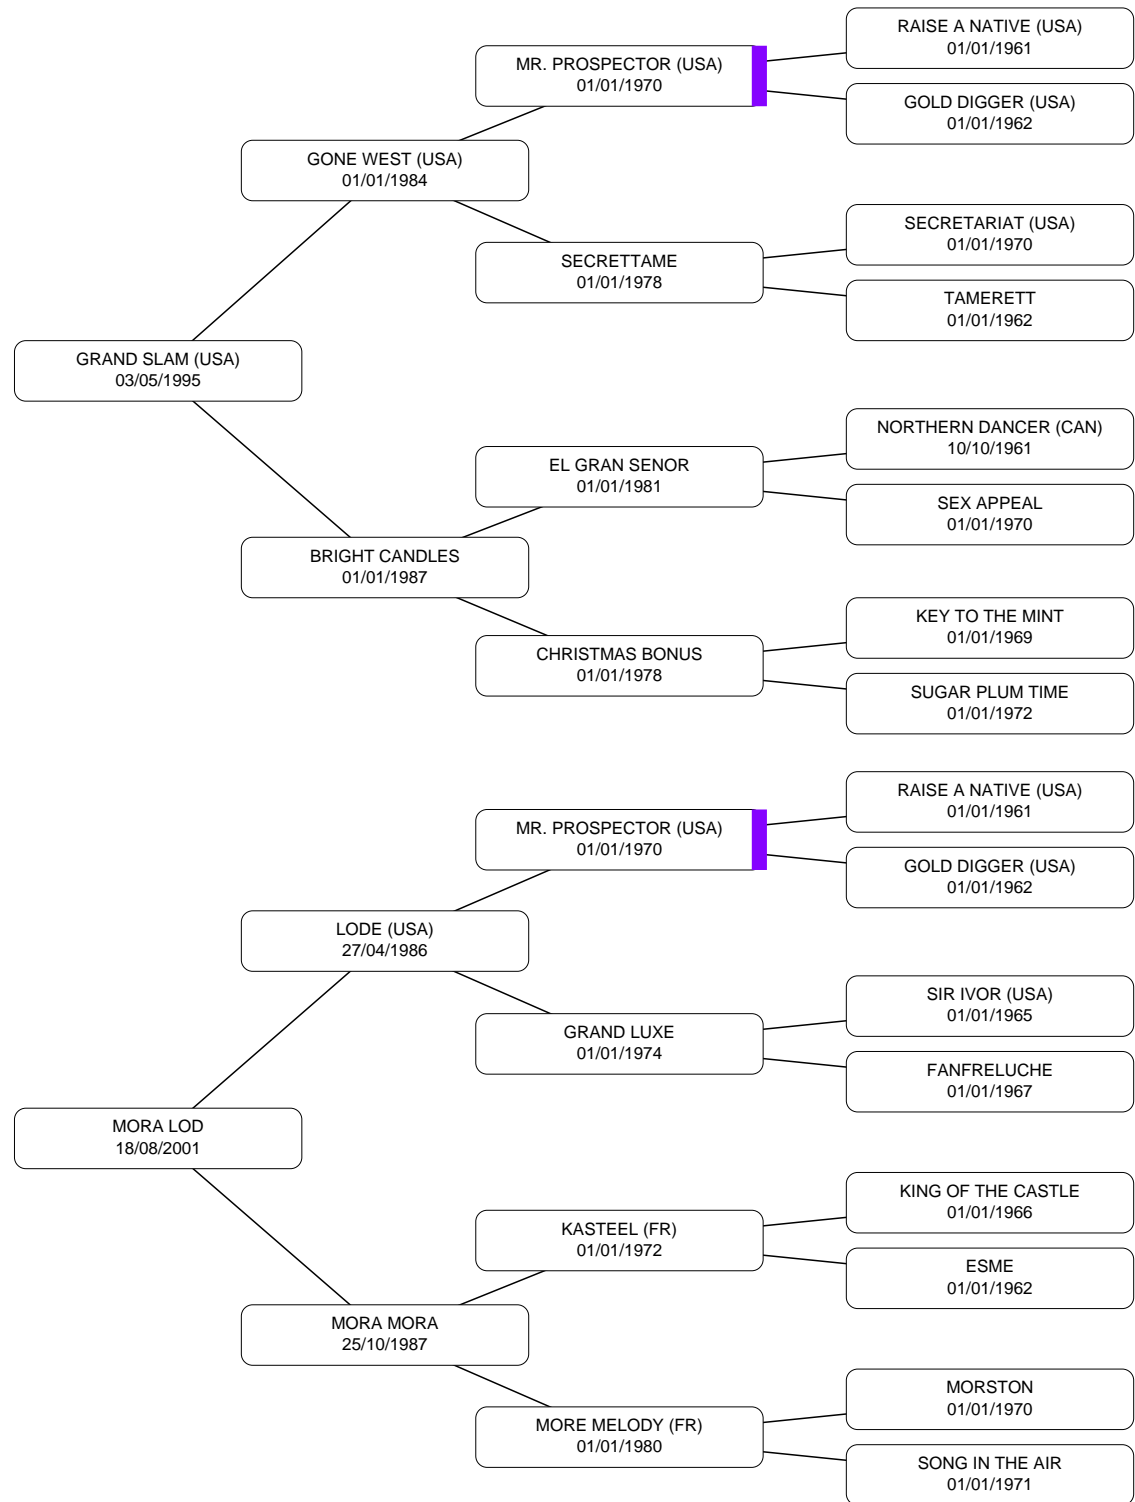 RAISE A NATIVE (USA)
01/01/1961
MR. PROSPECTOR (USA)
01/01/1970
GOLD DIGGER (USA)
01/01/1962
GONE WEST (USA)
01/01/1984
SECRETARIAT (USA)
01/01/1970
SECRETTAME
01/01/1978
TAMERETT
01/01/1962
GRAND SLAM (USA)
03/05/1995
NORTHERN DANCER (CAN)
10/10/1961
EL GRAN SENOR
01/01/1981
SEX APPEAL
01/01/1970
BRIGHT CANDLES
01/01/1987
KEY TO THE MINT
01/01/1969
CHRISTMAS BONUS
01/01/1978
SUGAR PLUM TIME
01/01/1972
RAISE A NATIVE (USA)
01/01/1961
MR. PROSPECTOR (USA)
01/01/1970
GOLD DIGGER (USA)
01/01/1962
LODE (USA)
27/04/1986
SIR IVOR (USA)
01/01/1965
GRAND LUXE
01/01/1974
FANFRELUCHE
01/01/1967
MORA LOD
18/08/2001
KING OF THE CASTLE
01/01/1966
KASTEEL (FR)
01/01/1972
ESME
01/01/1962
MORA MORA
25/10/1987
MORSTON
01/01/1970
MORE MELODY (FR)
01/01/1980
SONG IN THE AIR
01/01/1971